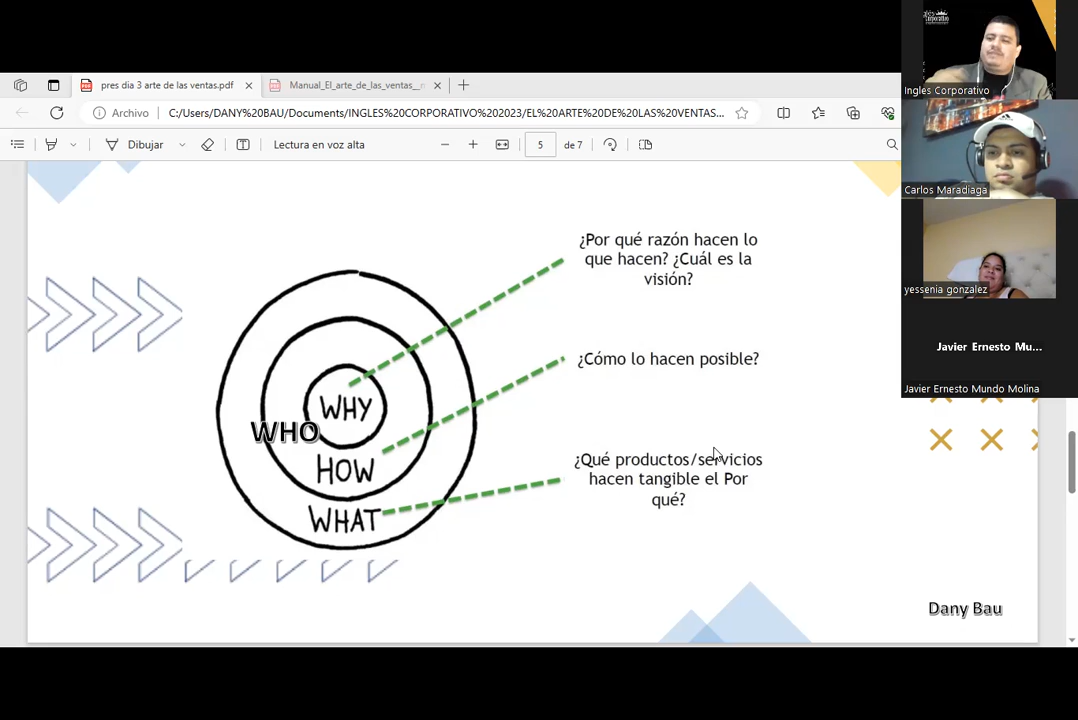 pres dia 3 arte de las ventas.pdf
Manual_El_arte_de_las_ventas_
Archivo
C:/Users/DANY%20BAU/Documents/INGLES%20CORPORATIVO%202023/EL%20ARTE%20DE%20LAS%20VENTAS...
Dibujar
Lectura en voz alta
5
de 7
¿Por qué razón hacen lo
que hacen? ¿Cuál es la
visión?
¿Cómo lo hacen posible?
¿Qué productos/servicios
hacen tangible el Por
qué?
WHY
WHO
HOW
WHAT
Dany Bau
Ingles Corporativo
Carlos Maradiaga
yessenia gonzalez
Javier Ernesto Mu...
Javier Ernesto Mundo Molina